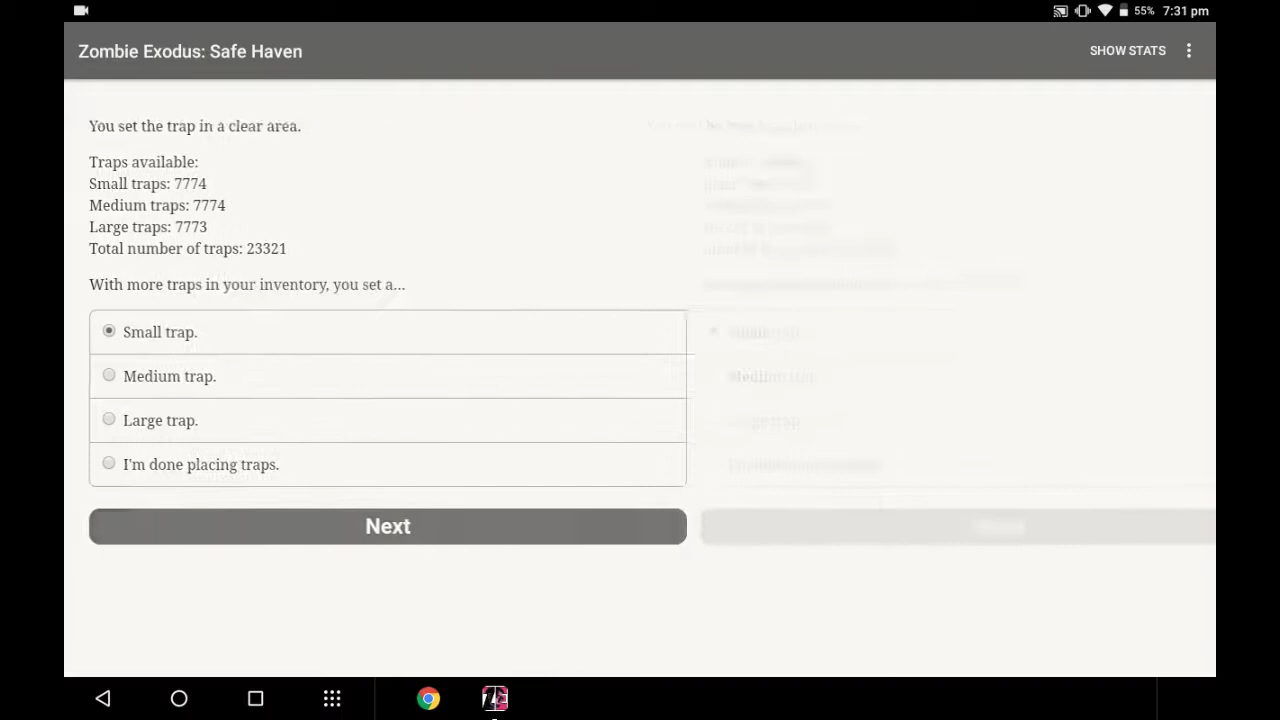 55% 7:31 pm
Zombie Exodus: Safe Haven
SHOW STATS
You set the trap in a clear area.
Traps available:
Small traps: 7774
Medium traps: 7774
Large traps: 7773
Total number of traps: 23321
With more traps in your inventory, you set a...
Small trap.
Medium trap.
Large trap.
I'm done placing traps.
Next